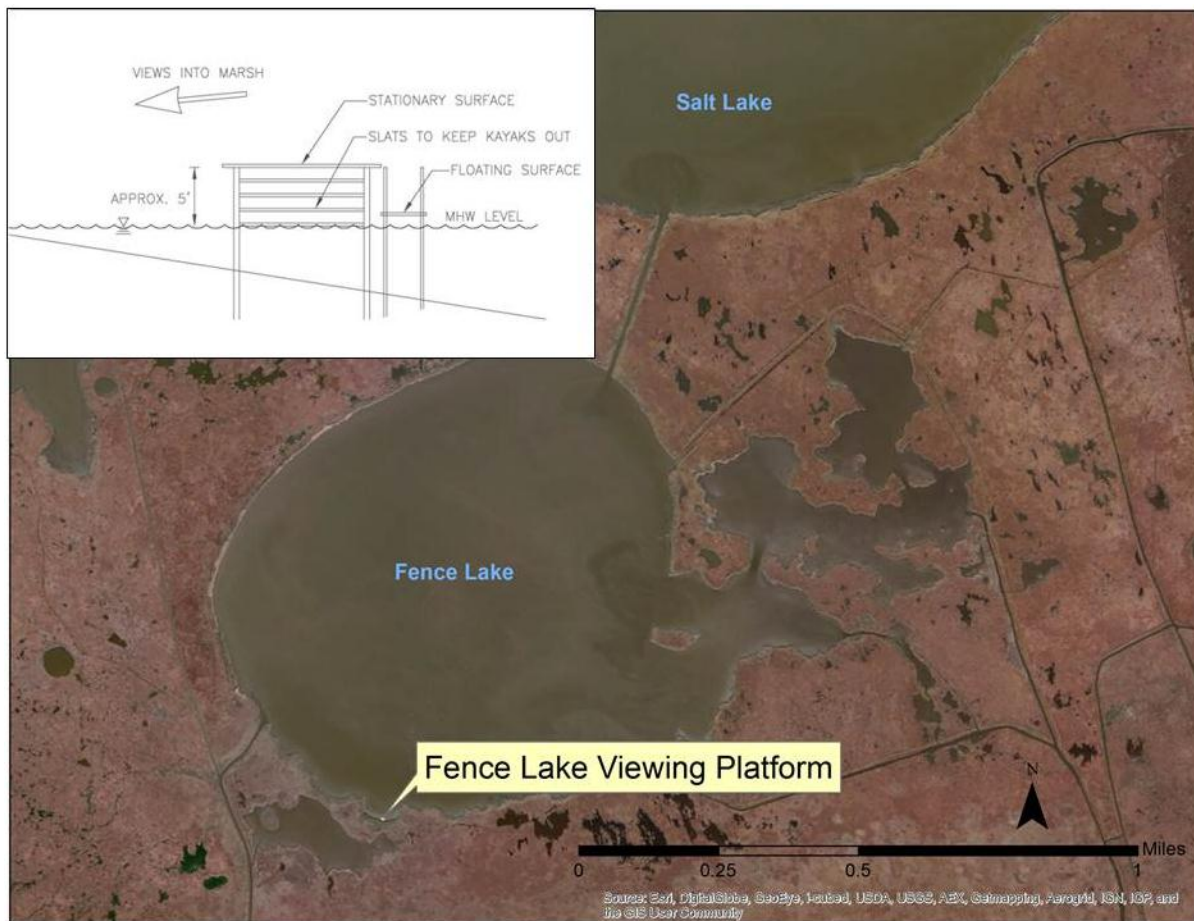 VIEWS INTO MARSH
STATIONARY SURFACE
SLATS TO KEEP KAYAKS OUT
FLOATING SURFACE
APPROX. 5'
MHW LEVEL
Salt Lake
Fence Lake
Fence Lake Viewing Platform
N
Miles
0 0.25 0.5 1
Source: Esri, DigitalGlobe, GeoEye, i-cubed, USDA, USGS, AEX, Getmapping, Aerogrid, IGN, IGP, and
the GIS User Community